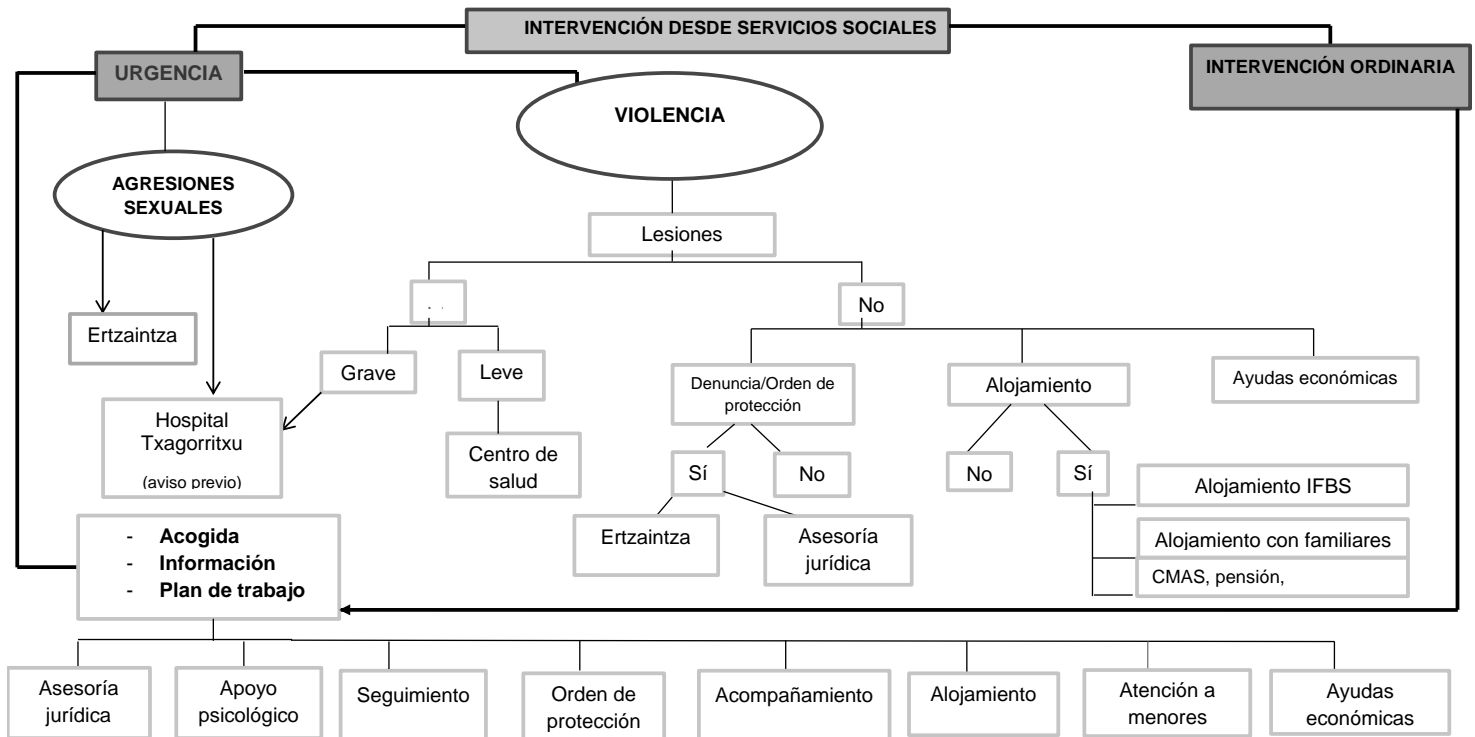 INTERVENCIÓN DESDE SERVICIOS SOCIALES
URGENCIA
INTERVENCIÓN ORDINARIA
VIOLENCIA
AGRESIONES
SEXUALES
Lesiones
No
Ertzaintza
Grave
Leve
Denuncia/Orden de
protección
Alojamiento
Ayudas económicas
Hospital
Txagorritxu
(aviso previo)
Centro de
salud
Sí
No
No
Sí
Alojamiento IFBS
Ertzaintza
Asesoría
jurídica
Alojamiento con familiares
CMAS, pensión,
- Acogida
- Información
- Plan de trabajo
Asesoría
jurídica
Apoyo
psicológico
Seguimiento
Orden de
protección
Acompañamiento
Alojamiento
Atención a
menores
Ayudas
económicas